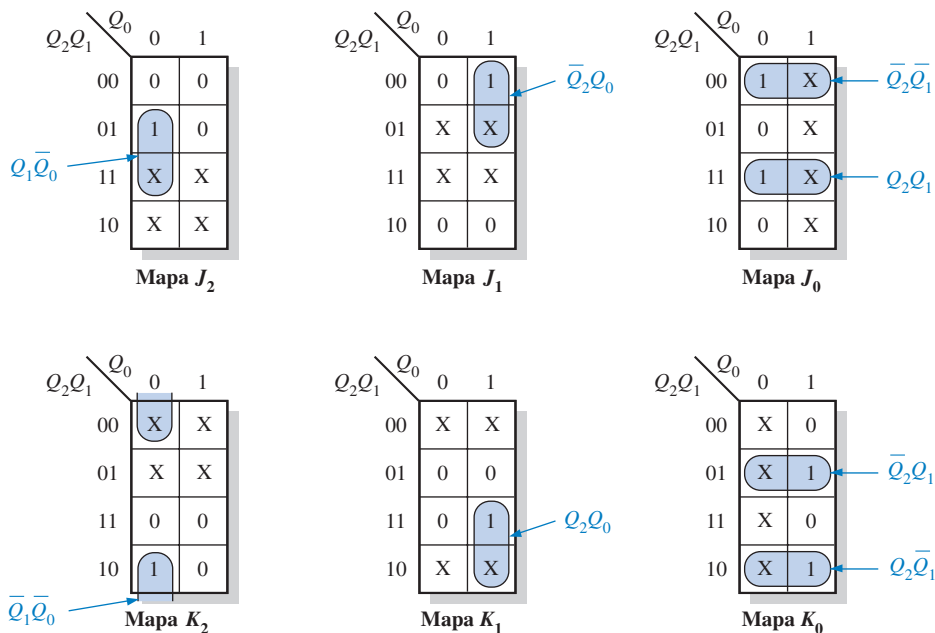 Q₀ Q₀ Q₀
Q₂Q₁ 0 1 Q₂Q₁ 0 1 Q₂Q₁ 0 1
00 0 0 00 0 1 Q̅₂Q₀ 00 1 X Q̅₂Q̅₁
01 1 0 01 X X 01 0 X
Q₁Q̅₀ 11 X X 11 X X 11 1 X Q₂Q₁
10 X X 10 0 0 10 0 X
Mapa J₂ Mapa J₁ Mapa J₀
Q₀ Q₀ Q₀
Q₂Q₁ 0 1 Q₂Q₁ 0 1 Q₂Q₁ 0 1
00 X X 00 X X 00 X 0
01 X X 01 0 0 01 X 1 Q̅₂Q₁
11 0 0 11 0 1 Q₂Q₀ 11 X 0
10 1 0 10 X X 10 X 1 Q₂Q̅₁
Q̅₁Q̅₀ Mapa K₂ Mapa K₁ Mapa K₀